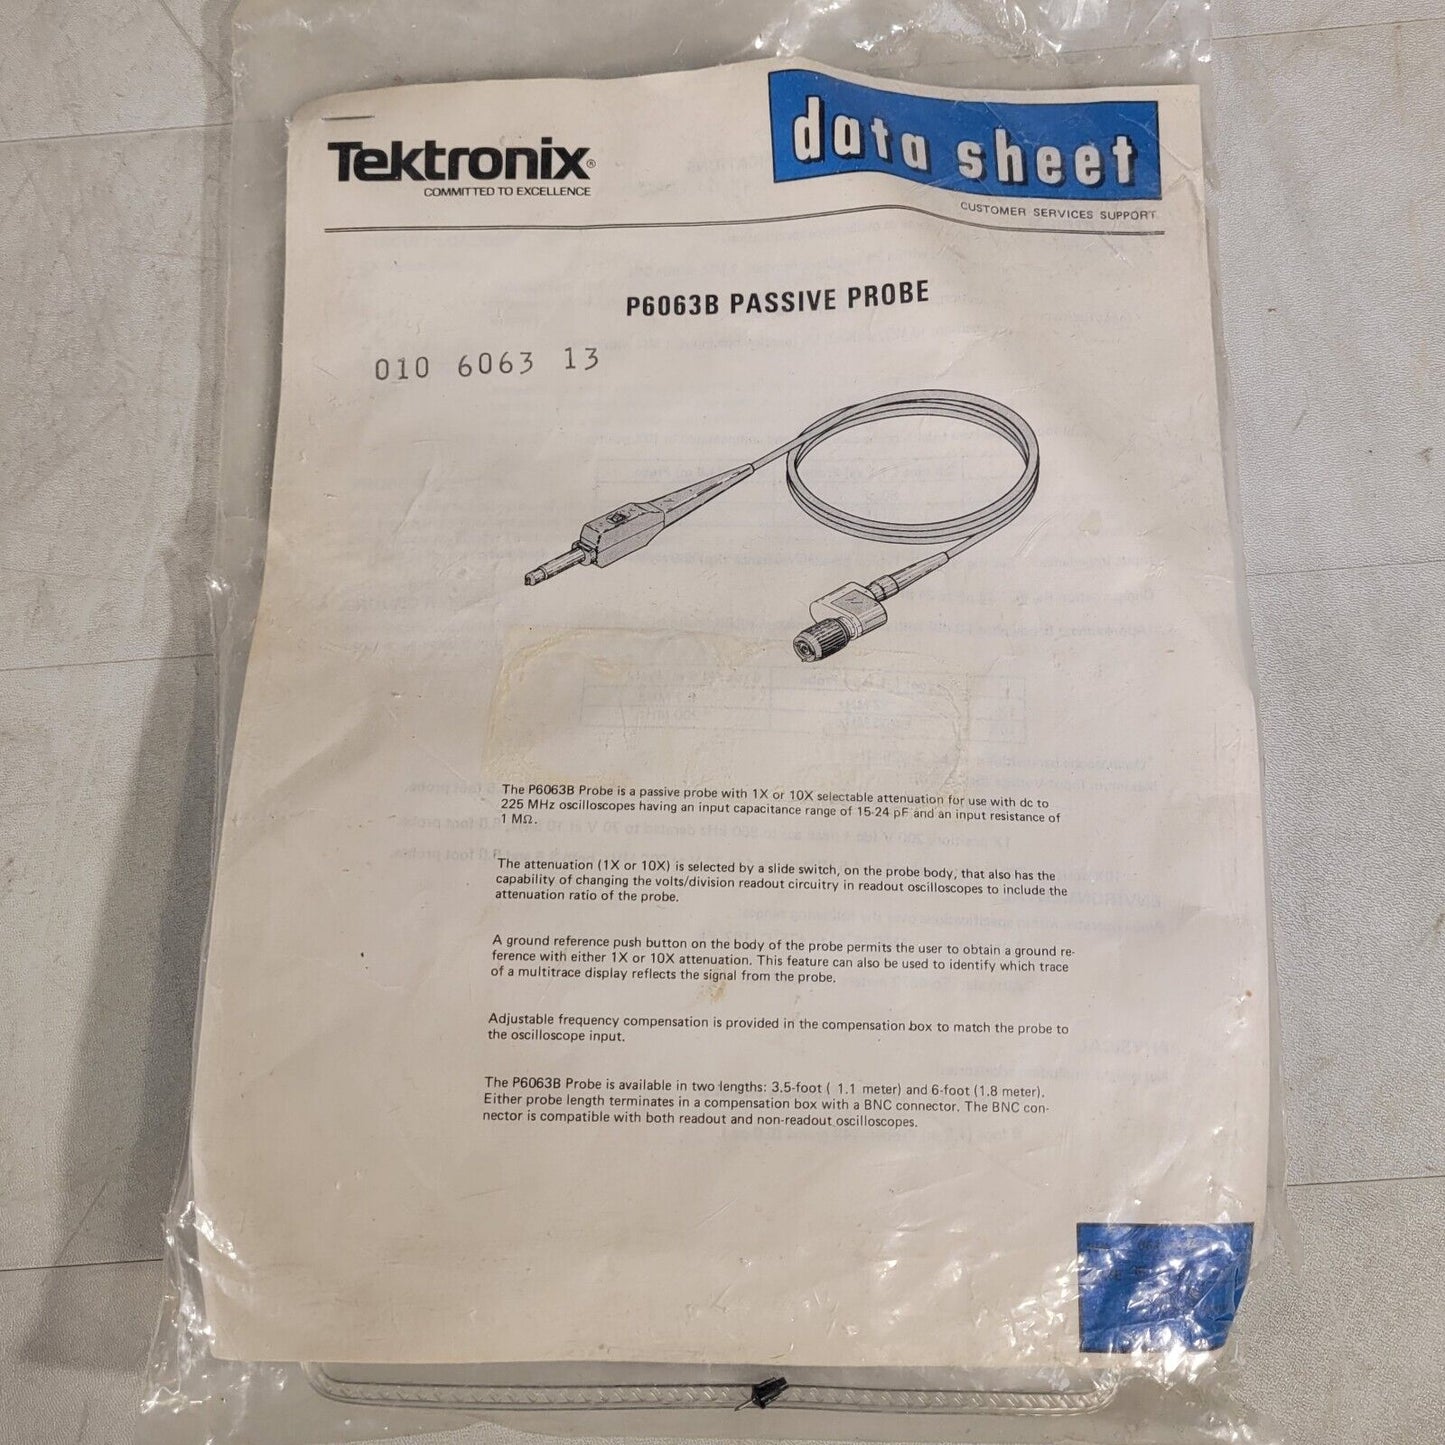 Tektronix®
COMMITTED TO EXCELLENCE
data sheet
CUSTOMER SERVICES SUPPORT
P6063B PASSIVE PROBE
010 6063 13
The P6063B Probe is a passive probe with 1X or 10X selectable attenuation for use with dc to
225 MHz oscilloscopes having an input capacitance range of 15-24 pF and an input resistance of
1 MΩ.
The attenuation (1X or 10X) is selected by a slide switch, on the probe body, that also has the
capability of changing the volts/division readout circuitry in readout oscilloscopes to include the
attenuation ratio of the probe.
A ground reference push button on the body of the probe permits the user to obtain a ground re-
ference with either 1X or 10X attenuation. This feature can also be used to identify which trace
of a multitrace display reflects the signal from the probe.
Adjustable frequency compensation is provided in the compensation box to match the probe to
the oscilloscope input.
The P6063B Probe is available in two lengths: 3.5-foot ( 1.1 meter) and 6-foot (1.8 meter).
Either probe length terminates in a compensation box with a BNC connector. The BNC con-
nector is compatible with both readout and non-readout oscilloscopes.